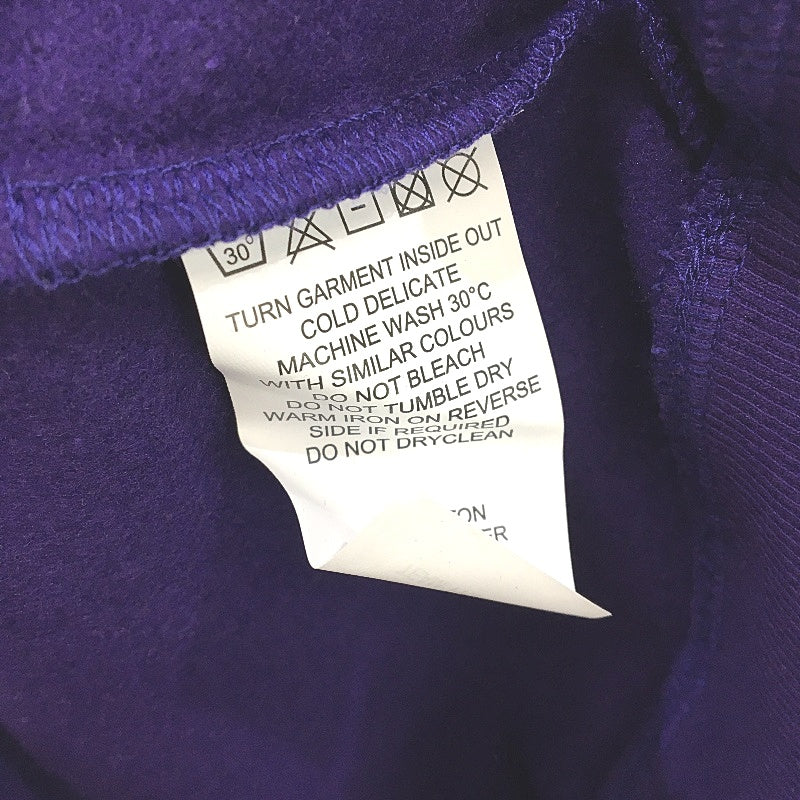 30°
TURN GARMENT INSIDE OUT
COLD DELICATE
MACHINE WASH 30°C
WITH SIMILAR COLOURS
DO NOT BLEACH
DO NOT TUMBLE DRY
WARM IRON ON REVERSE
SIDE IF REQUIRED
DO NOT DRYCLEAN